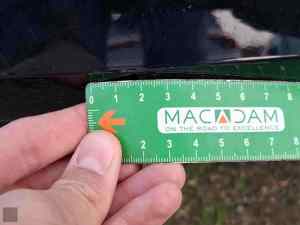 0 1 2 3 4 5 6 7 8
MACADAM
ON THE ROAD TO EXCELLENCE
2 3 4 5 6 7 8